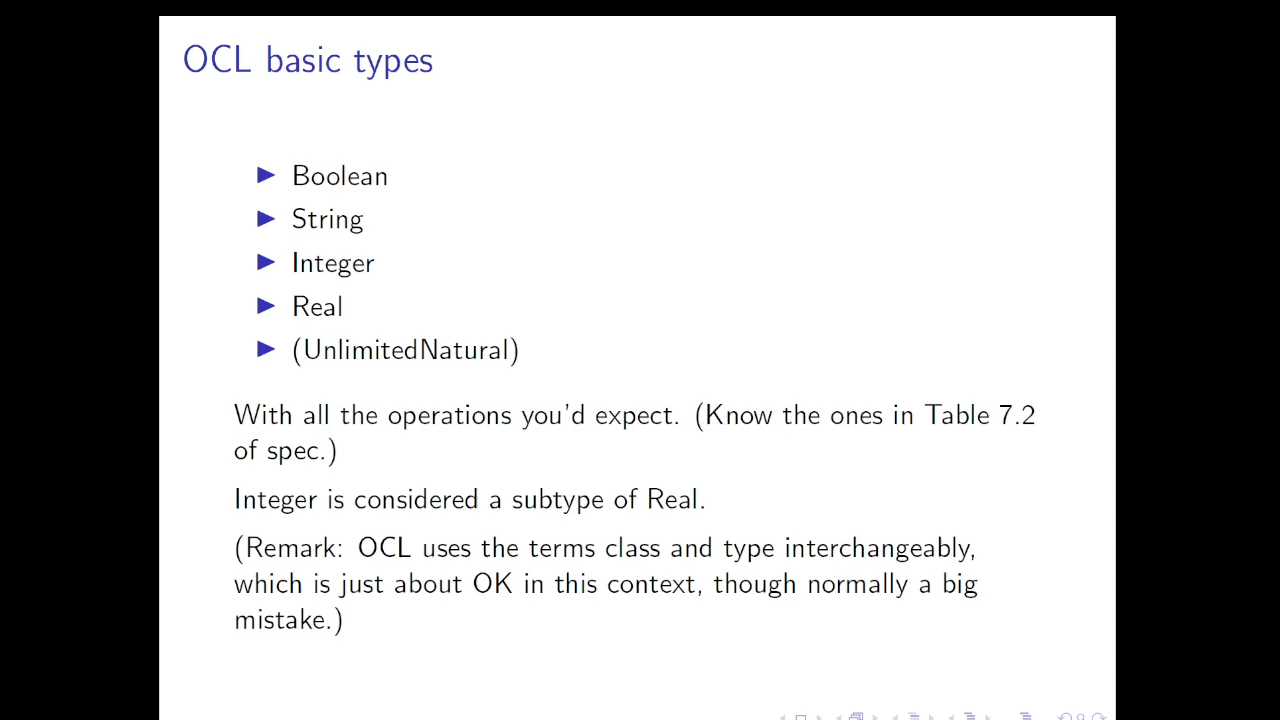 OCL basic types
Boolean
String
Integer
Real
(UnlimitedNatural)
With all the operations you'd expect. (Know the ones in Table 7.2
of spec.)
Integer is considered a subtype of Real.
(Remark: OCL uses the terms class and type interchangeably,
which is just about OK in this context, though normally a big
mistake.)